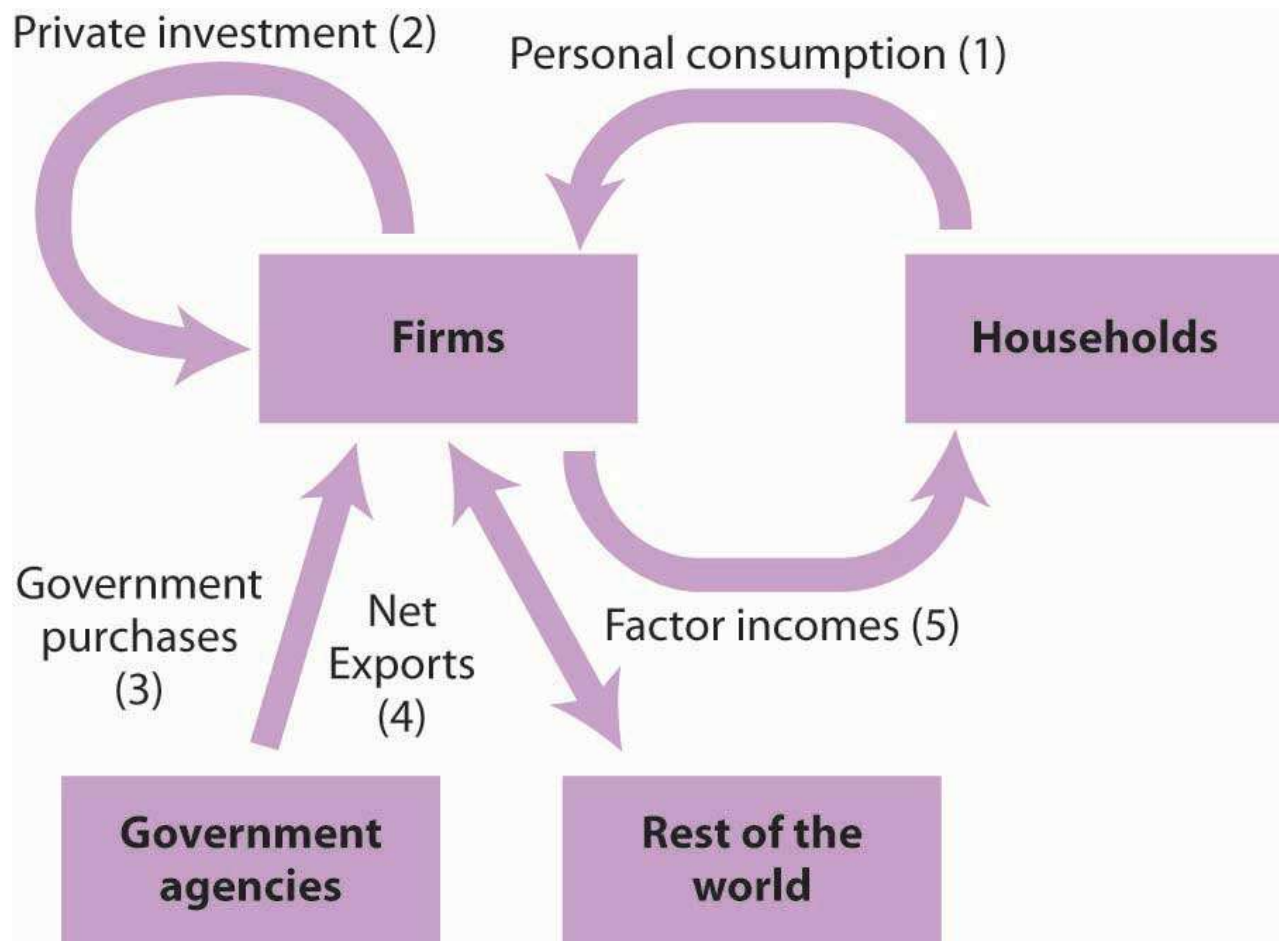 Private investment (2)
Personal consumption (1)
Firms
Households
Government
purchases
(3)
Net
Exports
(4)
Factor incomes (5)
Government
agencies
Rest of the
world